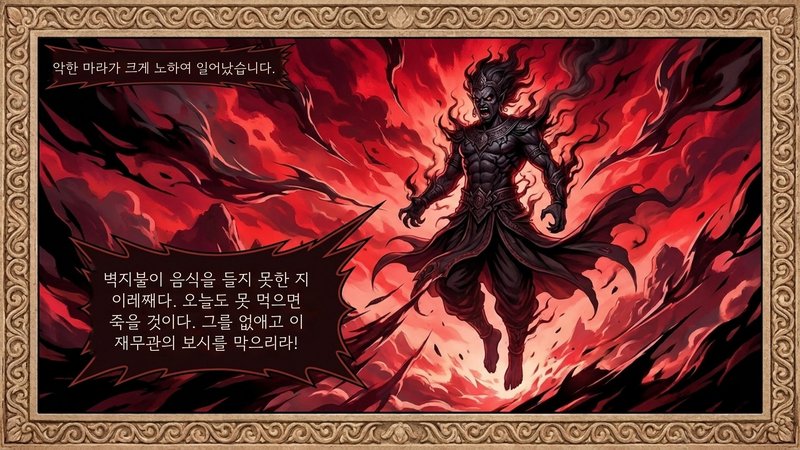 악한 마라가 크게 노하여 일어났습니다.
벽지불이 음식을 들지 못한 지
이레째다. 오늘도 못 먹으면
죽을 것이다. 그를 없애고 이
재무관의 보시를 막으리라!